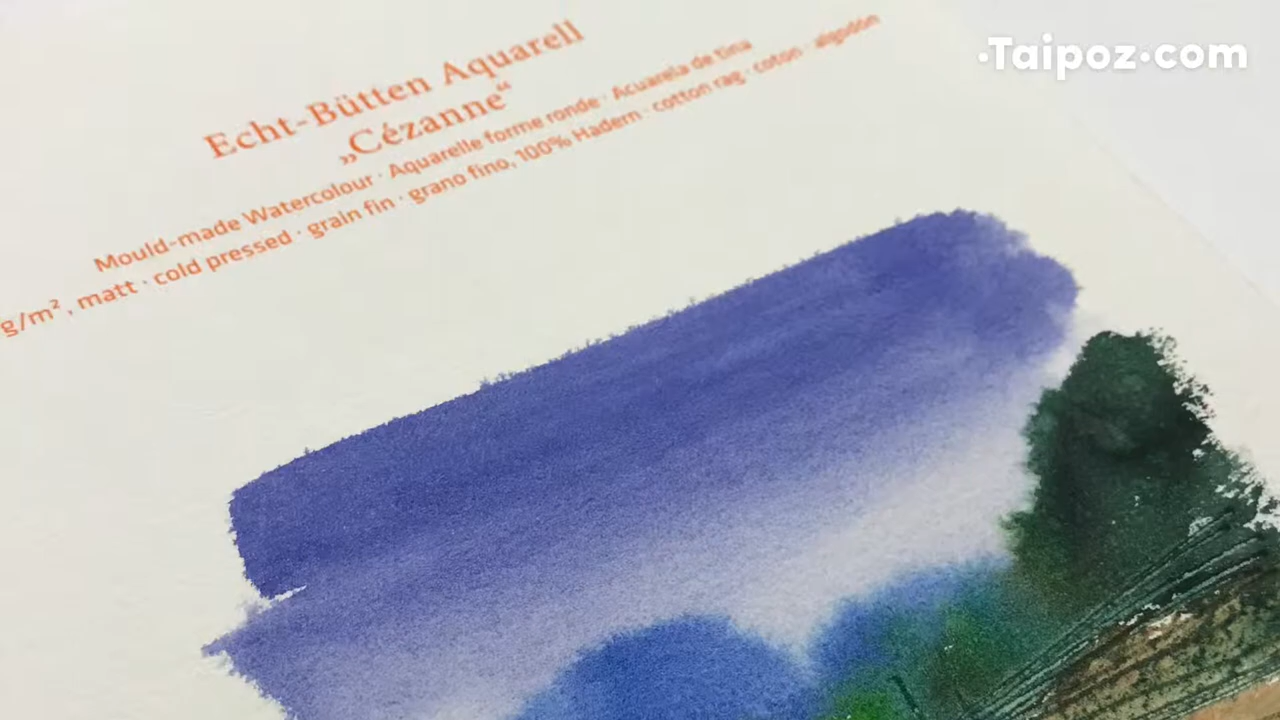 ·Taipoz·com
Echt-Bütten Aquarell
„Cézanne“
Mould-made Watercolour · Aquarelle forme ronde · Acuarela de tina
g/m², matt · cold pressed · grain fin · grano fino, 100% Hadern · cotton rag · coton · algodón